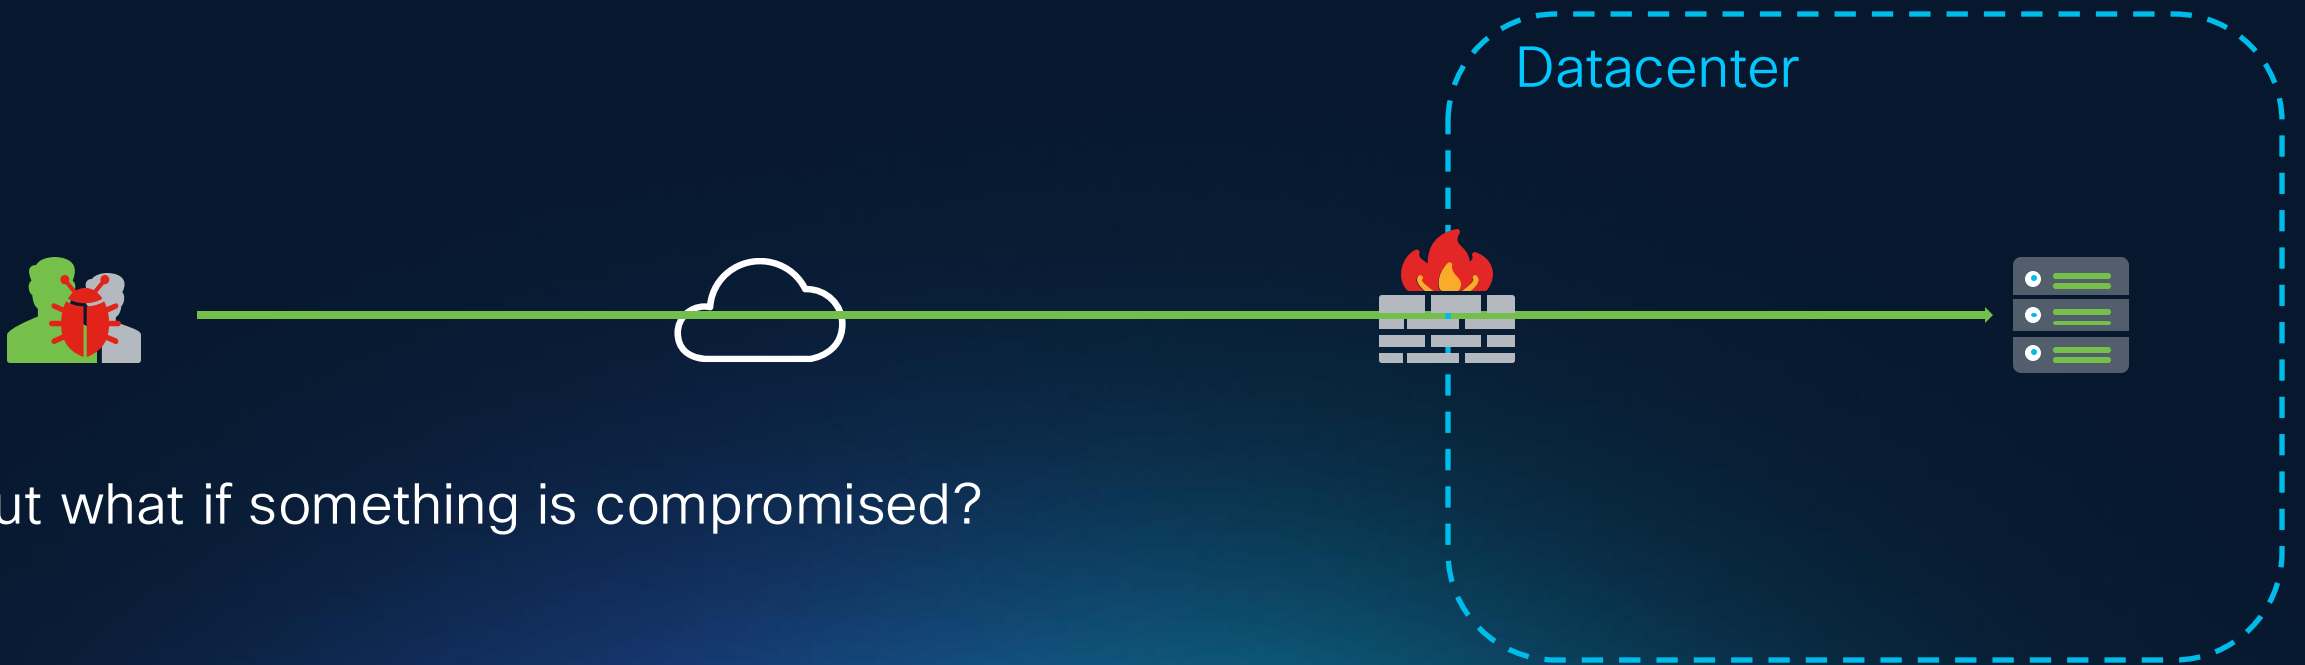 Datacenter
ut what if something is compromised?